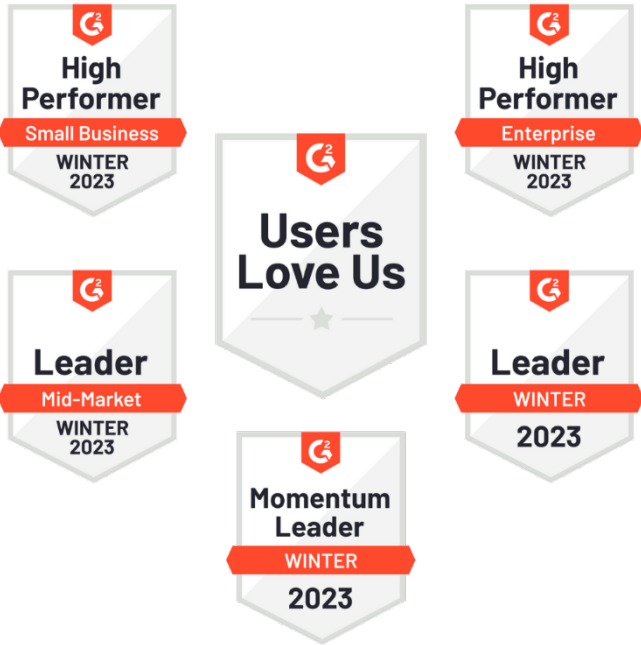 G2
High
Performer
Small Business
WINTER
2023
G2
High
Performer
Enterprise
WINTER
2023
G2
Users
Love Us
G2
Leader
Mid-Market
WINTER
2023
G2
Leader
WINTER
2023
G2
Momentum
Leader
WINTER
2023